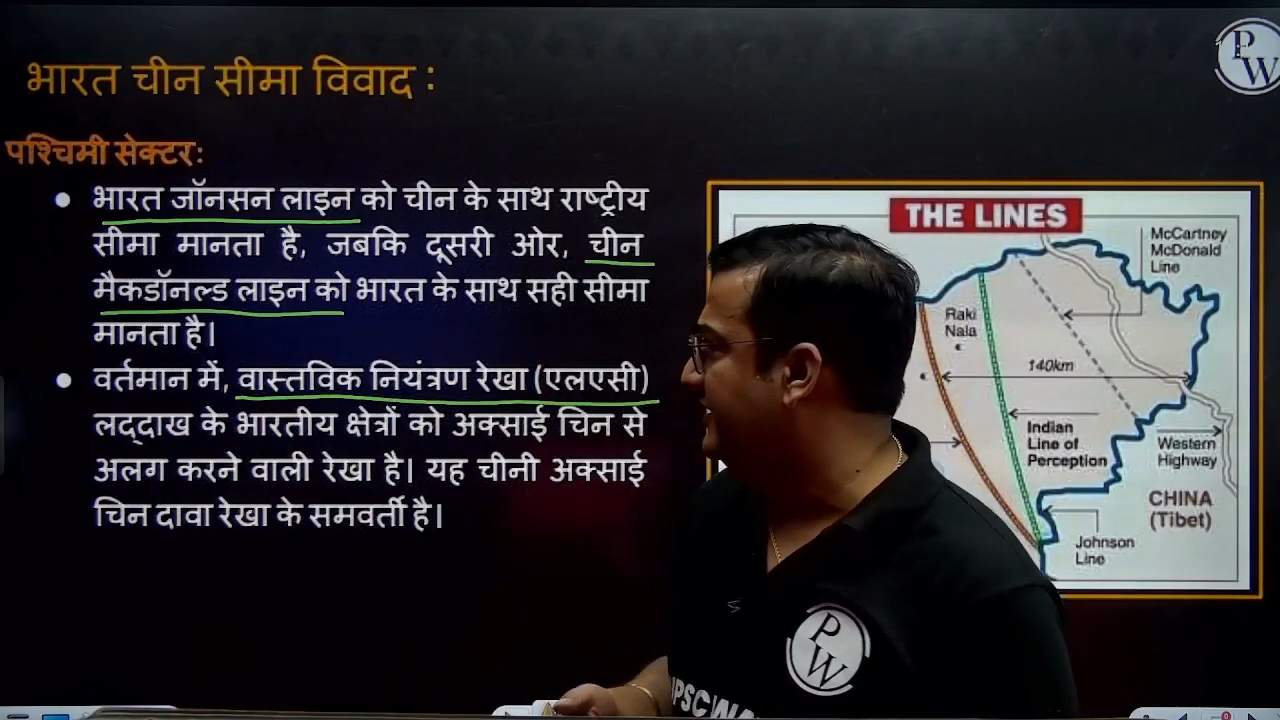 भारत चीन सीमा विवाद :
PW
पश्चिमी सेक्टर:
• भारत जॉनसन लाइन को चीन के साथ राष्ट्रीय
सीमा मानता है, जबकि दूसरी ओर, चीन
मैकडॉनल्ड लाइन को भारत के साथ सही सीमा
मानता है।
• वर्तमान में, वास्तविक नियंत्रण रेखा (एलएसी)
लद्दाख के भारतीय क्षेत्रों को अक्साई चिन से
अलग करने वाली रेखा है। यह चीनी अक्साई
चिन दावा रेखा के समवर्ती है।
THE LINES
McCartney
McDonald
Line
Raki
Nala
140km
Indian
Line of
Perception
Western
Highway
CHINA
(Tibet)
Johnson
Line
PW